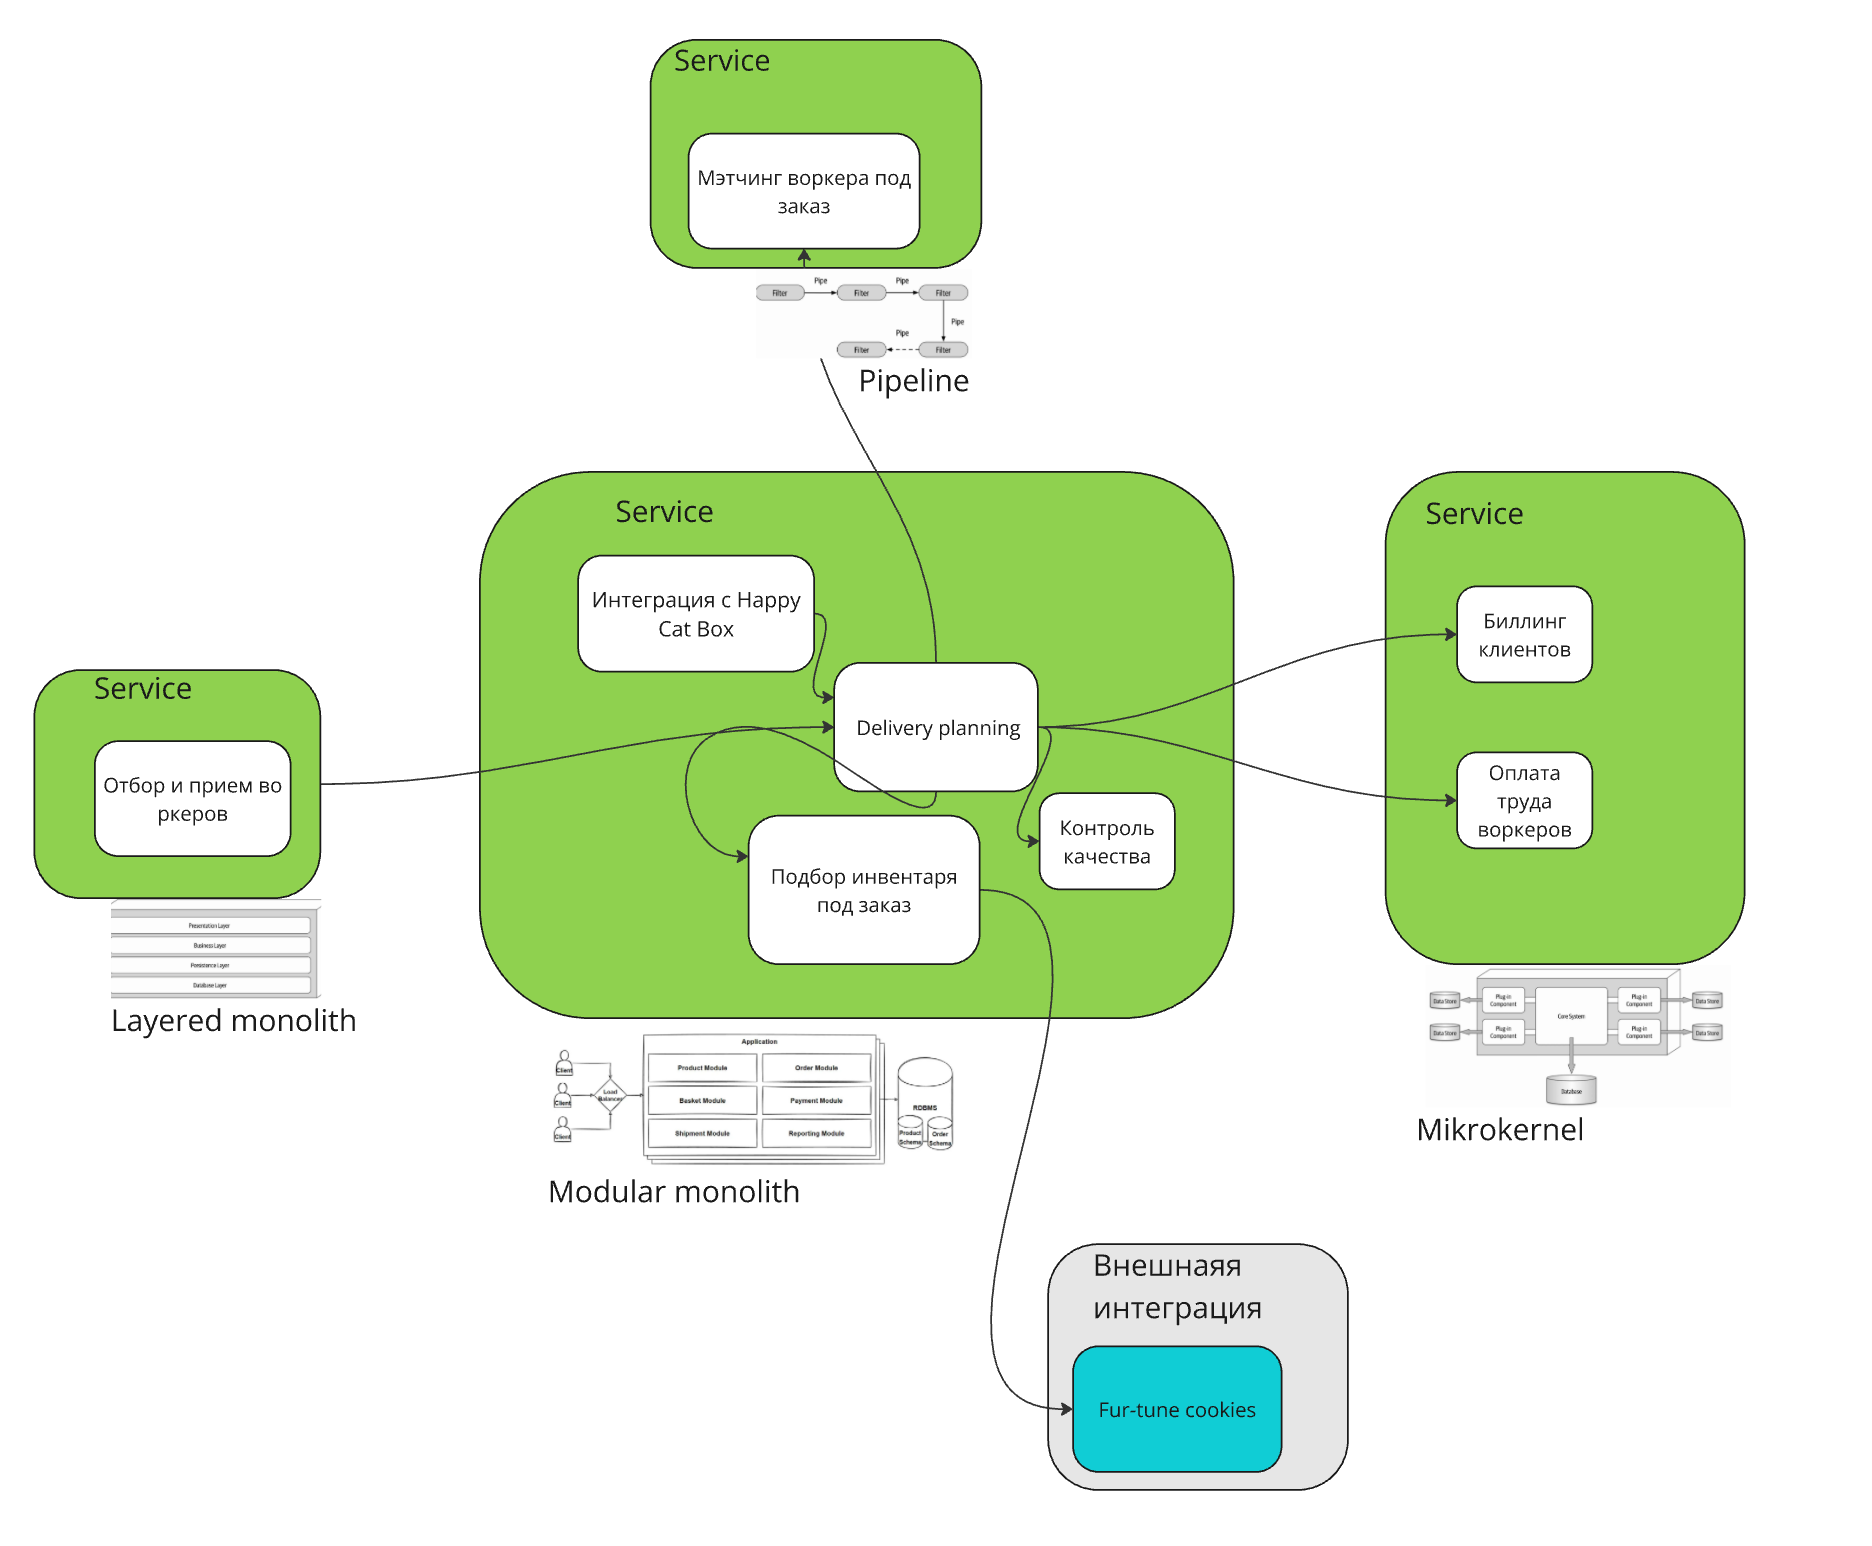 Service
Мэтчинг воркера под
заказ
Pipe
Pipe
Filter
Filter
Filter
Pipe
Pipe
Filter
Filter
Pipeline
Service
Интеграция с Happy
Cat Box
Delivery planning
Подбор инвентаря
под заказ
Контроль
качества
Service
Биллинг
клиентов
Оплата
труда
воркеров
Service
Отбор и прием во
ркеров
Presentation Layer
Business Layer
Persistence Layer
Database Layer
Layered monolith
Application
Client
Client
Client
Load
Balancer
Product Module
Order Module
Basket Module
Payment Module
Shipment Module
Reporting Module
RDBMS
Product
Schema
Order
Schema
Modular monolith
Data Store
Plug-in
Component
Core System
Plug-in
Component
Data Store
Data Store
Plug-in
Component
Plug-in
Component
Data Store
Database
Mikrokernel
Внешнаяя
интеграция
Fur-tune cookies